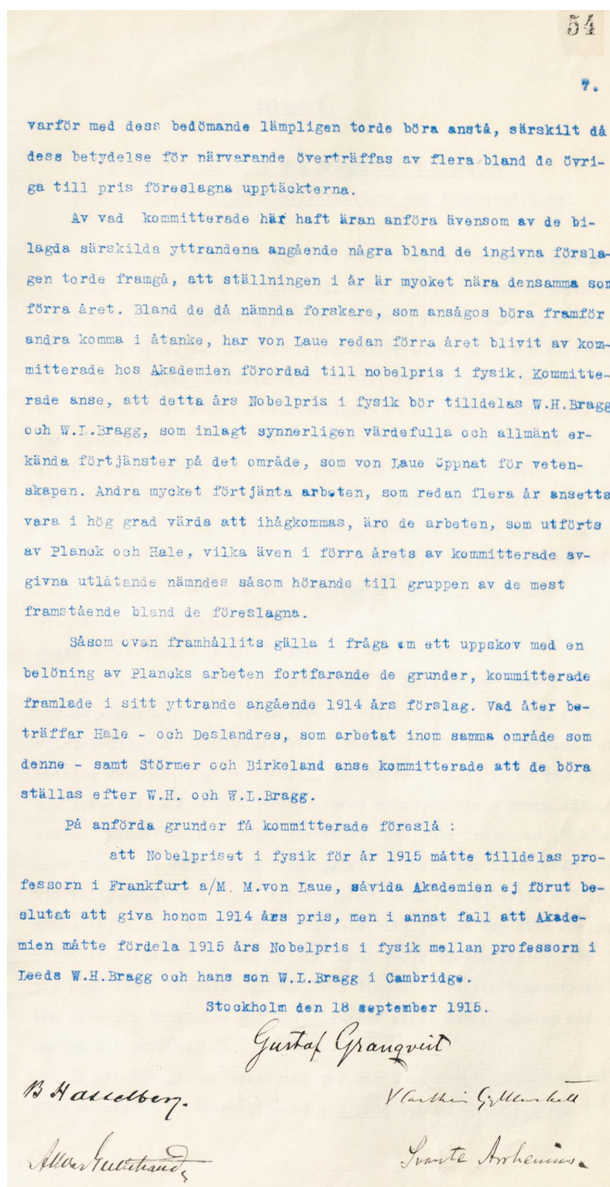 54
7.
varför med dess bedömande lämpligen torde böra anstå, särskilt då
dess betydelse för närvarande överträffas av flera bland de övri-
ga till pris föreslagna upptäckterna.
Av vad kommitterade här haft äran anföra ävensom av de bi-
lagda särskilda yttrandena angående några bland de ingivna försla-
gen torde framgå, att ställningen i år är mycket nära densamma som
förra året. Bland de då nämnda forskare, som ansågos böra framför
andra komma i åtanke, har von Laue redan förra året blivit av kom-
mitterade hos Akademien förordad till nobelpris i fysik. Kommitte-
rade anse, att detta års Nobelpris i fysik bör tilldelas W.H.Bragg
och W.L.Bragg, som inlagt synnerligen värdefulla och allmänt er-
kända förtjänster på det område, som von Laue öppnat för veten-
skapen. Andra mycket förtjänta arbeten, som redan flera år ansetts
vara i hög grad värda att ihågkommas, äro de arbeten, som utförts
av Planck och Hale, vilka även i förra årets av kommitterade av-
givna utlåtande nämndes såsom hörande till gruppen av de mest
framstående bland de föreslagna.
Såsom ovan framhållits gälla i fråga om ett uppskov med en
belöning av Plancks arbeten fortfarande de grunder, kommitterade
framlade i sitt yttrande angående 1914 års förslag. Vad åter be-
träffar Hale - och Deslandres, som arbetat inom samma område som
denne - samt Störmer och Birkeland anse kommitterade att de böra
ställas efter W.H. och W.L.Bragg.
På anförda grunder få kommitterade föreslå :
att Nobelpriset i fysik för år 1915 måtte tilldelas pro-
fessorn i Frankfurt a/M. M.von Laue, såvida Akademien ej förut be-
slutat att giva honom 1914 års pris, men i annat fall att Akade-
mien måtte fördela 1915 års Nobelpris i fysik mellan professorn i
Leeds W.H.Bragg och hans son W.L.Bragg i Cambridge.
Stockholm den 18 september 1915.
Gustaf Granqvist
B Hasselberg.
Allvar Gullstrand
Svante Arrhenius.